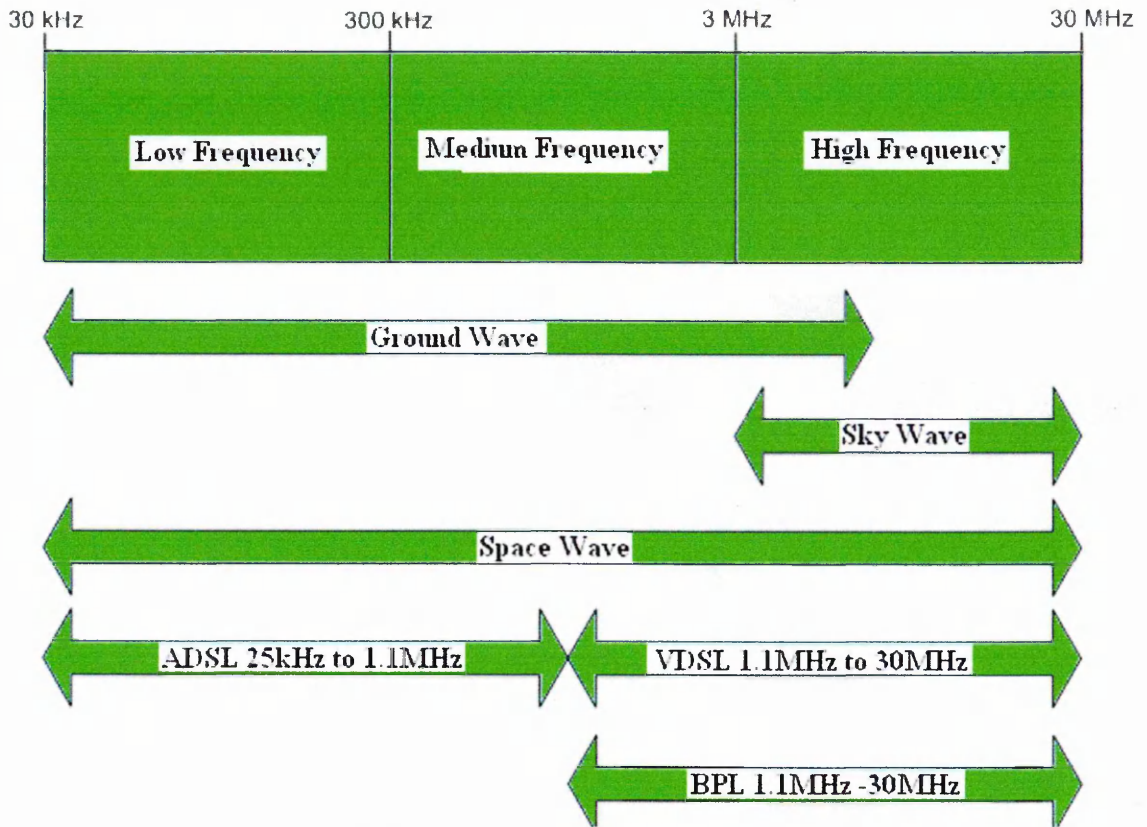 30 kHz 300 kHz 3 MHz 30 MHz
Low Frequency Medium Frequency High Frequency
Ground Wave
Sky Wave
Space Wave
ADSL 25kHz to 1.1MHz VDSL 1.1MHz to 30MHz
BPL 1.1MHz -30MHz